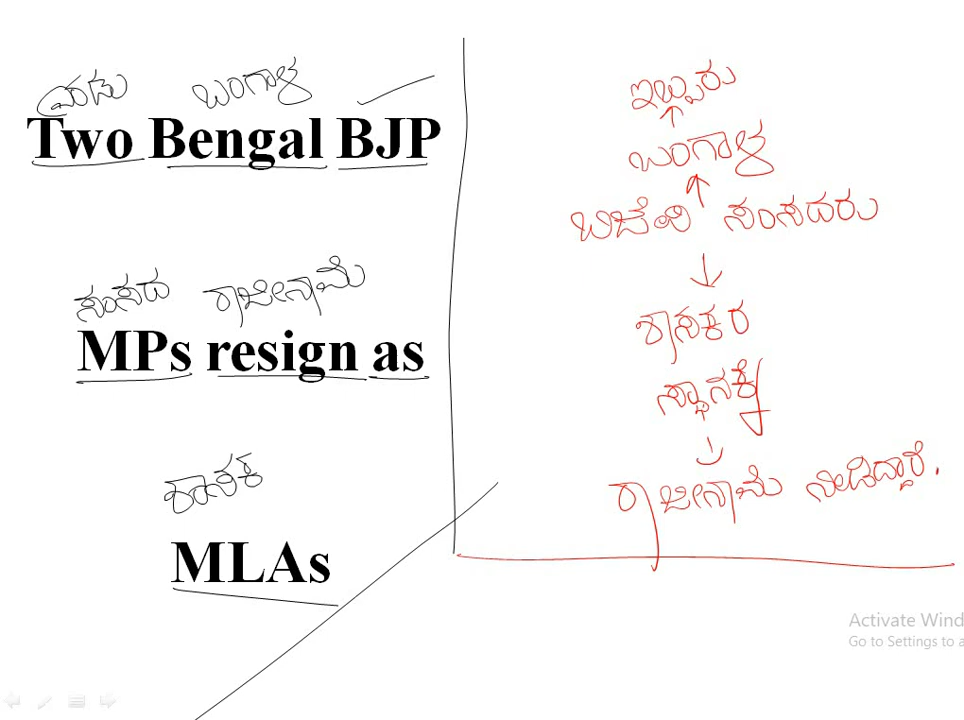 ಎರಡು ಬಂಗಾಳ
Two Bengal BJP
ಸಂಸದ ರಾಜೀನಾಮೆ
MPs resign as
ಶಾಸಕ
MLAs
ಇಬ್ಬರು
ಬಂಗಾಳ
ಬಿಜೆಪಿ ಸಂಸದರು
ಶಾಸಕರ
ಸ್ಥಾನಕ್ಕೆ
ರಾಜೀನಾಮೆ ನೀಡಿದ್ದಾರೆ.
Activate Wind
Go to Settings to a